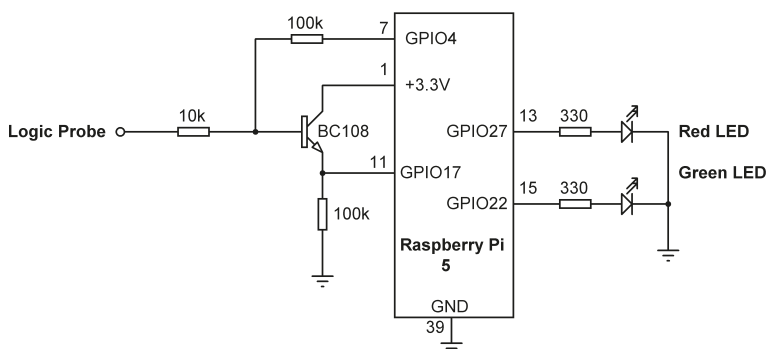 100k
7
GPIO4
1
+3.3V
10k
13
330
Logic Probe
BC108
GPIO27
Red LED
11
GPIO17
Green LED
15
330
GPIO22
100k
Raspberry Pi
5
GND
39